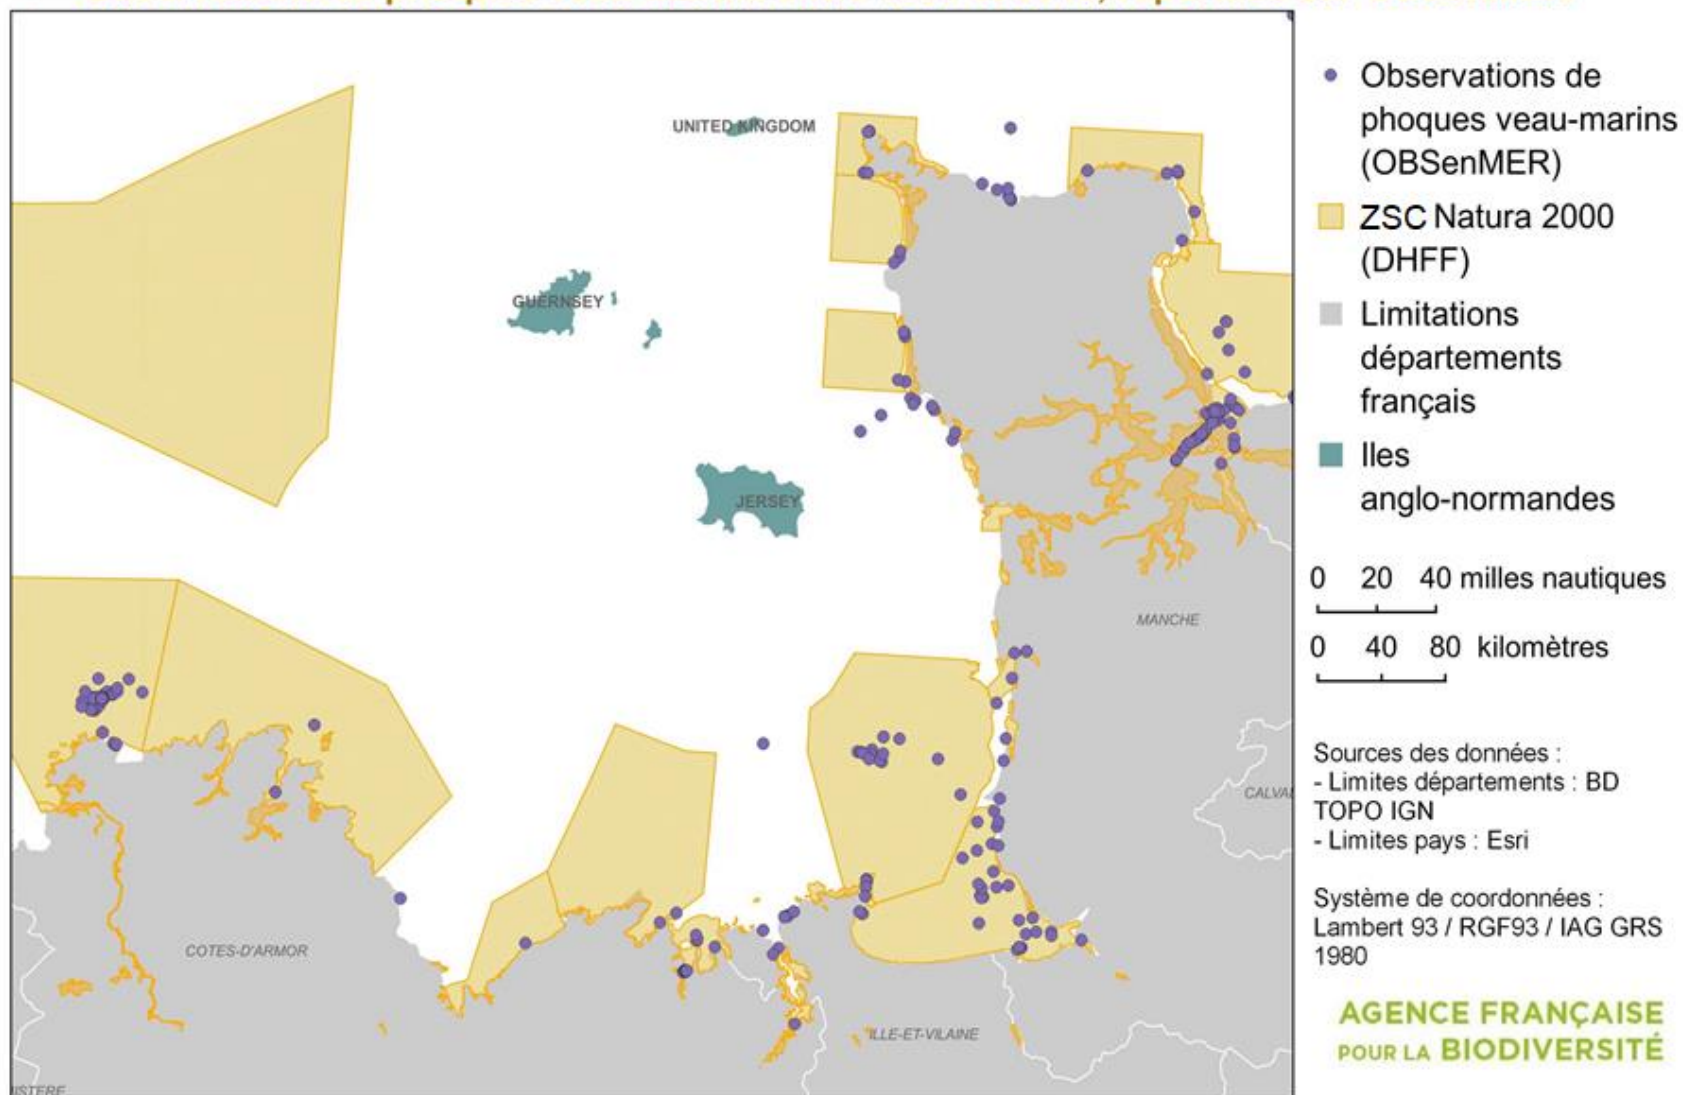 UNITED KINGDOM
GUERNSEY
JERSEY
MANCHE
COTES-D'ARMOR
ILLE-ET-VILAINE
Observations de
phoques veau-marins
(OBSenMER)
ZSC Natura 2000
(DHFF)
Limitations
départements
français
Iles
anglo-normandes
0 20 40 milles nautiques
0 40 80 kilomètres
Sources des données :
- Limites départements : BD
TOPO IGN
- Limites pays : Esri
Système de coordonnées :
Lambert 93 / RGF93 / IAG GRS
1980
AGENCE FRANÇAISE
POUR LA BIODIVERSITÉ